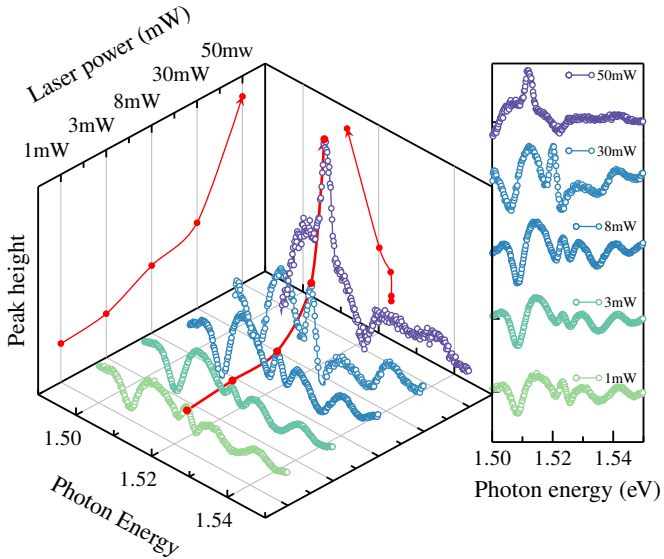 Laser power (mW)
50mw
30mW
8mW
3mW
1mW
Peak height
1.50
1.52
1.54
Photon Energy
50mW
30mW
8mW
3mW
1mW
1.50 1.52 1.54
Photon energy (eV)